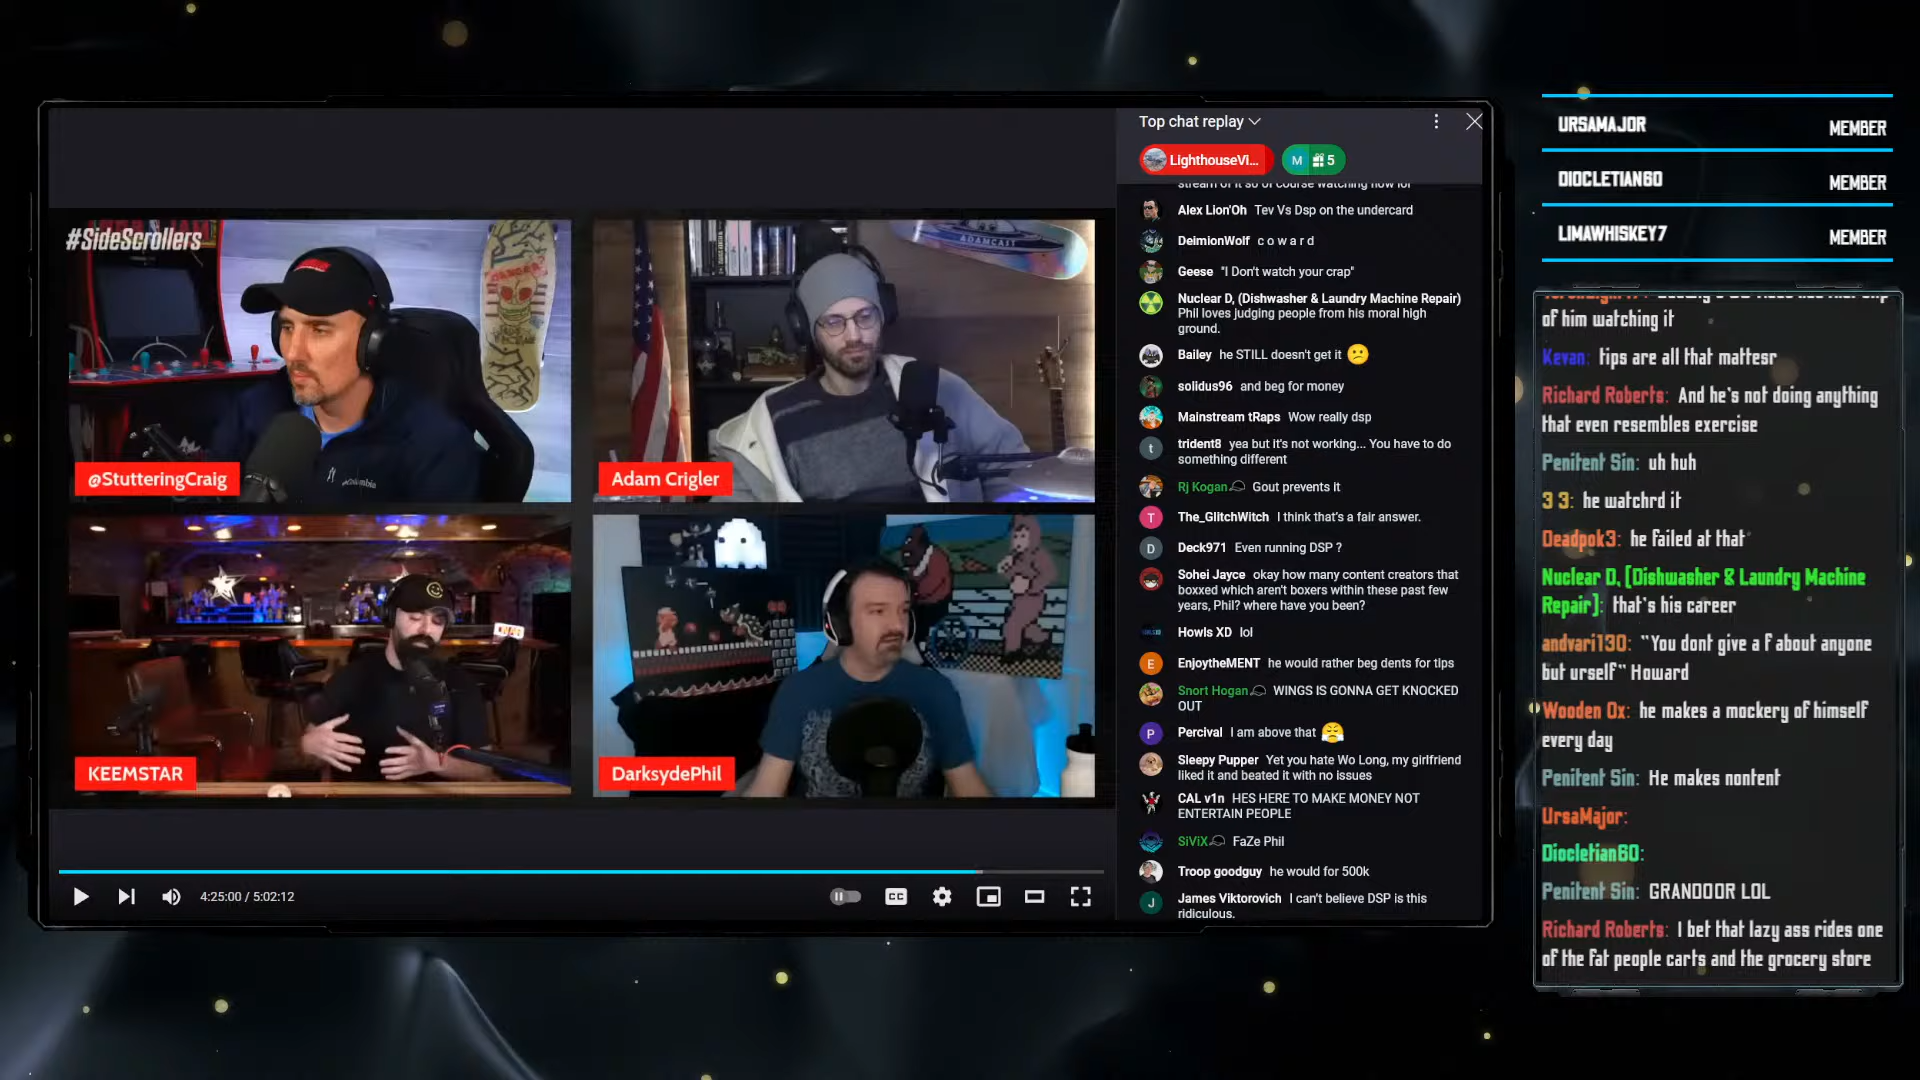 #SideScrollers
@StutteringCraig
ADAMCAST
Adam Crigler
KEEMSTAR
DarksydePhil
4:25:00 / 5:02:12
CC
Top chat replay
LighthouseVi...
M 5
stream of it so of course watching now lol
Alex Lion'Oh Tev Vs Dsp on the undercard
DeimionWolf c o w a r d
Geese "I Don't watch your crap"
Nuclear D, (Dishwasher & Laundry Machine Repair)
Phil loves judging people from his moral high
ground.
Bailey he STILL doesn't get it
solidus96 and beg for money
Mainstream tRaps Wow really dsp
t trident8 yea but it's not working... You have to do
something different
Rj Kogan Gout prevents it
T The_GlitchWitch I think that's a fair answer.
D Deck971 Even running DSP ?
Sohei Jayce okay how many content creators that
boxxed which aren't boxers within these past few
years, Phil? where have you been?
Howls XD lol
E EnjoytheMENT he would rather beg dents for tips
Snort Hogan WINGS IS GONNA GET KNOCKED
OUT
P Percival I am above that
Sleepy Pupper Yet you hate Wo Long, my girlfriend
liked it and beated it with no issues
CAL v1n HES HERE TO MAKE MONEY NOT
ENTERTAIN PEOPLE
SiViX FaZe Phil
Troop goodguy he would for 500k
J James Viktorovich I can't believe DSP is this
ridiculous.
URSAMAJOR MEMBER
DIOCLETIAN60 MEMBER
LIMAWHISKEY7 MEMBER
of him watching it
Kevan: tips are all that mattesr
Richard Roberts: And he's not doing anything
that even resembles exercise
Penitent Sin: uh huh
3 3: he watchrd it
Deadpok3: he failed at that
Nuclear D, (Dishwasher & Laundry Machine
Repair): that's his career
andvari130: "You dont give a f about anyone
but urself" Howard
Wooden Ox: he makes a mockery of himself
every day
Penitent Sin: He makes nontent
UrsaMajor:
Diocletian60:
Penitent Sin: GRANDOOR LOL
Richard Roberts: I bet that lazy ass rides one
of the fat people carts and the grocery store